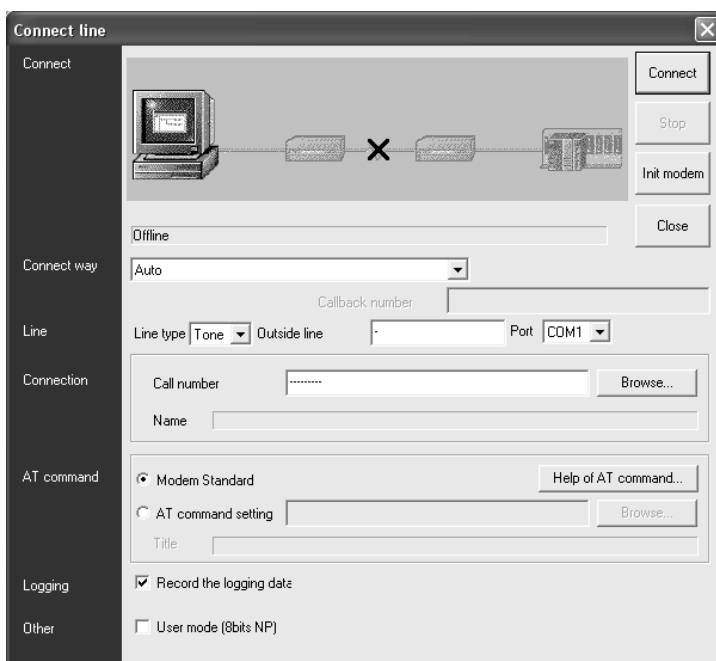 Connect line
Connect
Connect
Stop
Init modem
Close
Offline
Connect way
Auto
Callback number
Line
Line type
Tone
Outside line
-
Port
COM1
Connection
Call number
---------
Browse...
Name
AT command
Modem Standard
Help of AT command...
AT command setting
Browse...
Title
Logging
Record the logging data
Other
User mode (8bits NP)